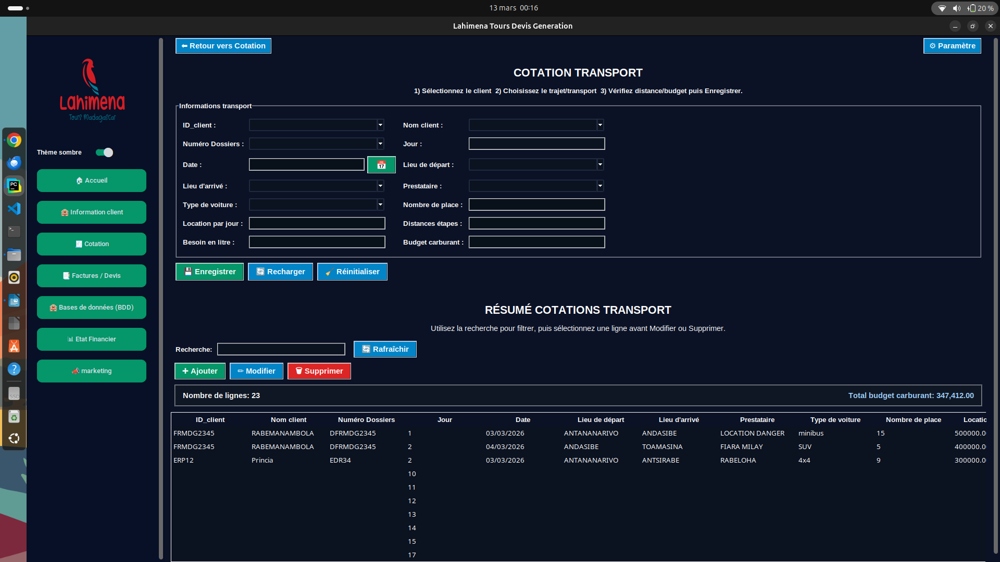 13 mars 00:16
20 %
Lahimena Tours Devis Generation
⬅ Retour vers Cotation
⚙ Paramètre
Lahimena
Tours Madagascar
Thème sombre
🏠 Accueil
🏨 Information client
🧾 Cotation
📑 Factures / Devis
🏨 Bases de données (BDD)
📊 Etat Financier
📣 marketing
COTATION TRANSPORT
1) Sélectionnez le client 2) Choisissez le trajet/transport 3) Vérifiez distance/budget puis Enregistrer.
Informations transport
ID_client :
Nom client :
Numéro Dossiers :
Jour :
Date :
📅
Lieu de départ :
Lieu d'arrivé :
Prestataire :
Type de voiture :
Nombre de place :
Location par jour :
Distances étapes :
Besoin en litre :
Budget carburant :
💾 Enregistrer
🔄 Recharger
🧹 Réinitialiser
RÉSUMÉ COTATIONS TRANSPORT
Utilisez la recherche pour filtrer, puis sélectionnez une ligne avant Modifier ou Supprimer.
Recherche:
🔄 Rafraîchir
➕ Ajouter
✏ Modifier
🗑 Supprimer
Nombre de lignes: 23
Total budget carburant: 347,412.00
ID_client Nom client Numéro Dossiers Jour Date Lieu de départ Lieu d'arrivé Prestataire Type de voiture Nombre de place Locatio
FRMDG2345 RABEMANAMBOLA DFRMDG2345 1 03/03/2026 ANTANANARIVO ANDASIBE LOCATION DANGER minibus 15 500000.0
FRMDG2345 RABEMANAMBOLA DFRMDG2345 2 04/03/2026 ANDASIBE TOAMASINA FIARA MILAY SUV 5 400000.0
ERP12 Princia EDR34 2 03/03/2026 ANTANANARIVO ANTSIRABE RABELOHA 4x4 9 300000.0
10
11
12
13
14
15
17